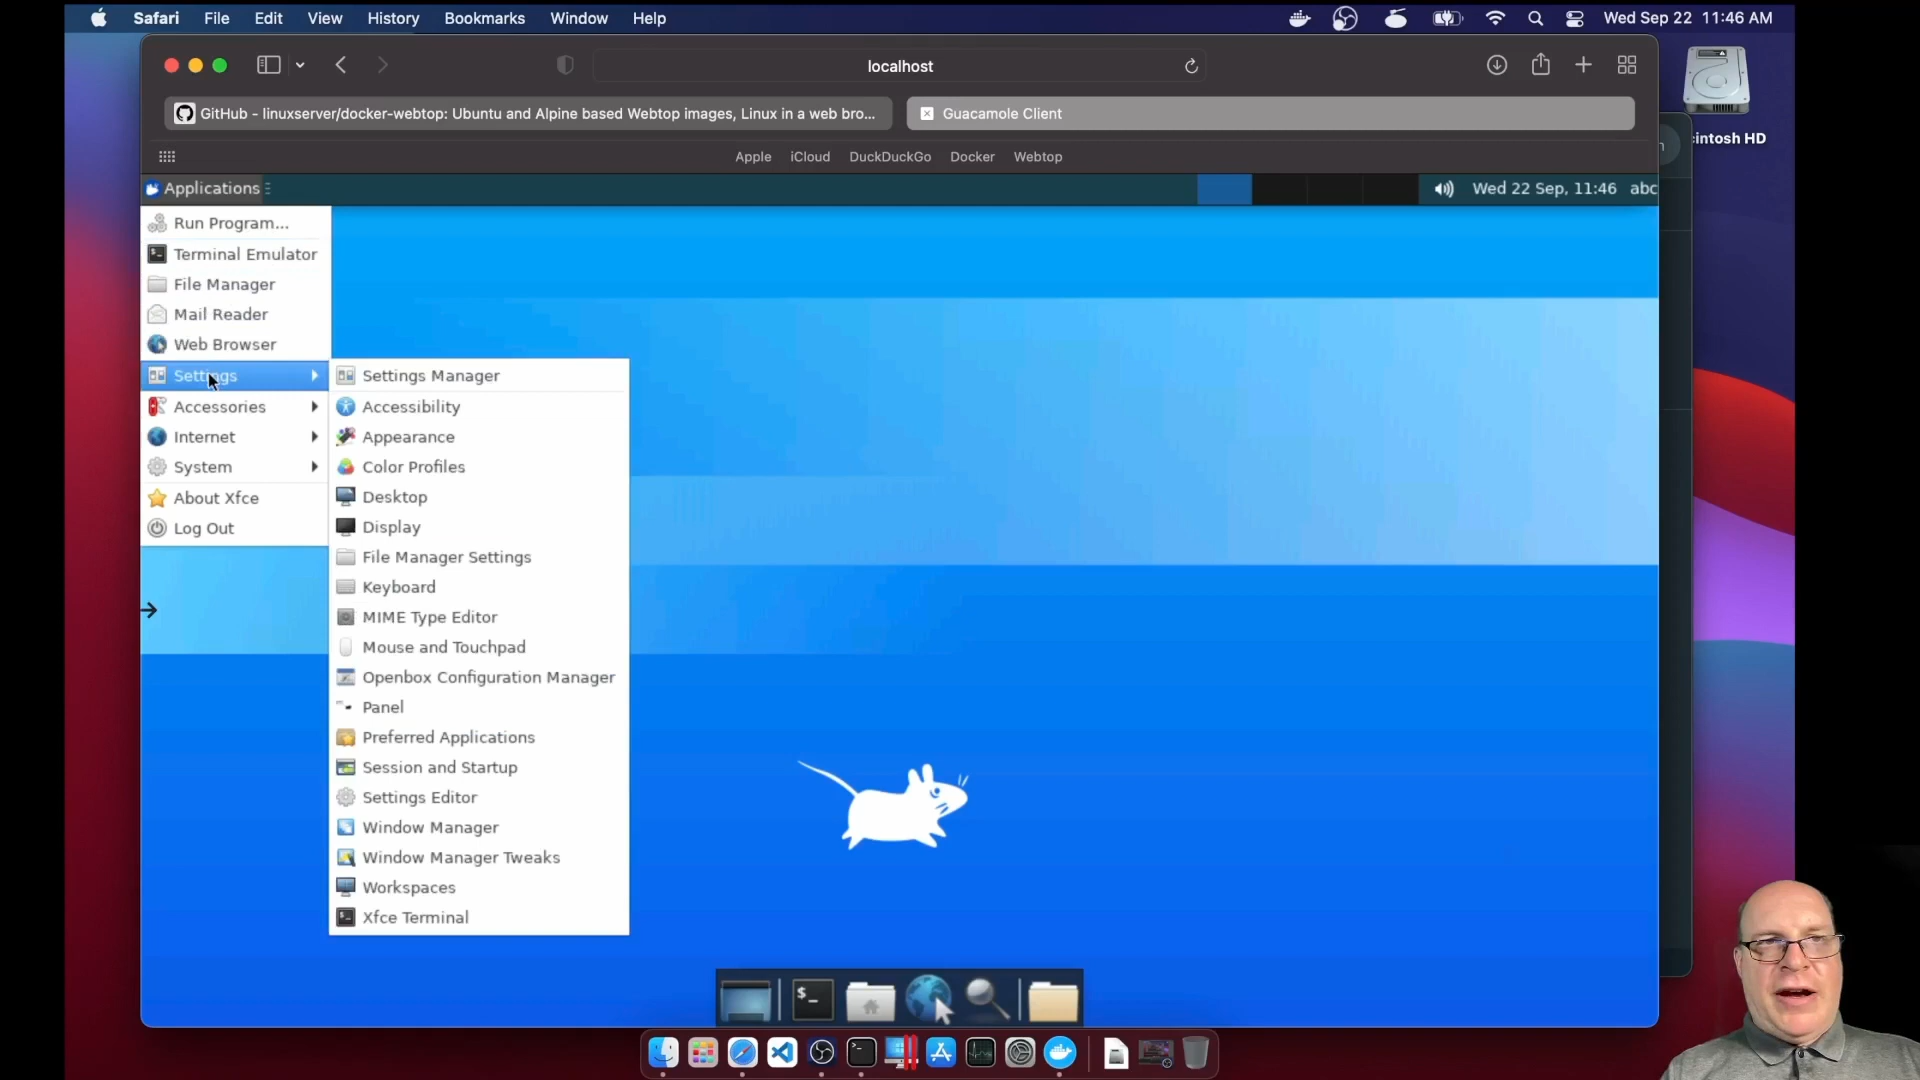 Safari File Edit View History Bookmarks Window Help Wed Sep 22 11:46 AM
localhost
GitHub - linuxserver/docker-webtop: Ubuntu and Alpine based Webtop images, Linux in a web bro... Guacamole Client
cintosh HD
Apple iCloud DuckDuckGo Docker Webtop
Applications Wed 22 Sep, 11:46 abc
Run Program...
Terminal Emulator
File Manager
Mail Reader
Web Browser
Settings
Accessories
Internet
System
About Xfce
Log Out
Settings Manager
Accessibility
Appearance
Color Profiles
Desktop
Display
File Manager Settings
Keyboard
MIME Type Editor
Mouse and Touchpad
Openbox Configuration Manager
Panel
Preferred Applications
Session and Startup
Settings Editor
Window Manager
Window Manager Tweaks
Workspaces
Xfce Terminal
$_